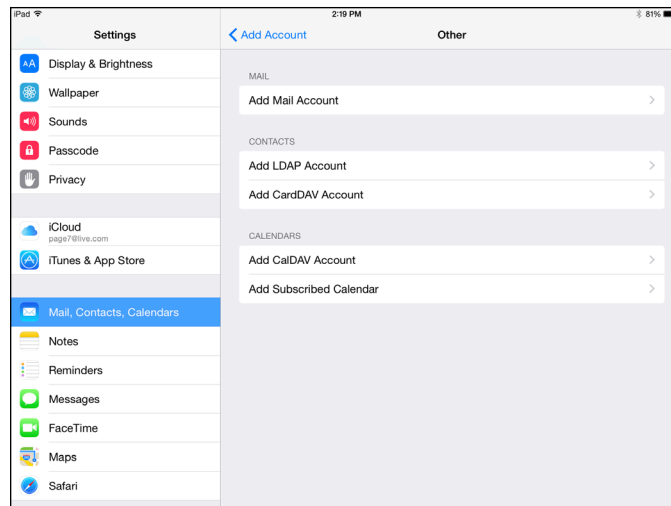 iPad 2:19 PM 81%
Settings
Add Account Other
AA Display & Brightness
Wallpaper
Sounds
Passcode
Privacy
iCloud
page7@live.com
iTunes & App Store
Mail, Contacts, Calendars
Notes
Reminders
Messages
FaceTime
Maps
Safari
MAIL
Add Mail Account
CONTACTS
Add LDAP Account
Add CardDAV Account
CALENDARS
Add CalDAV Account
Add Subscribed Calendar